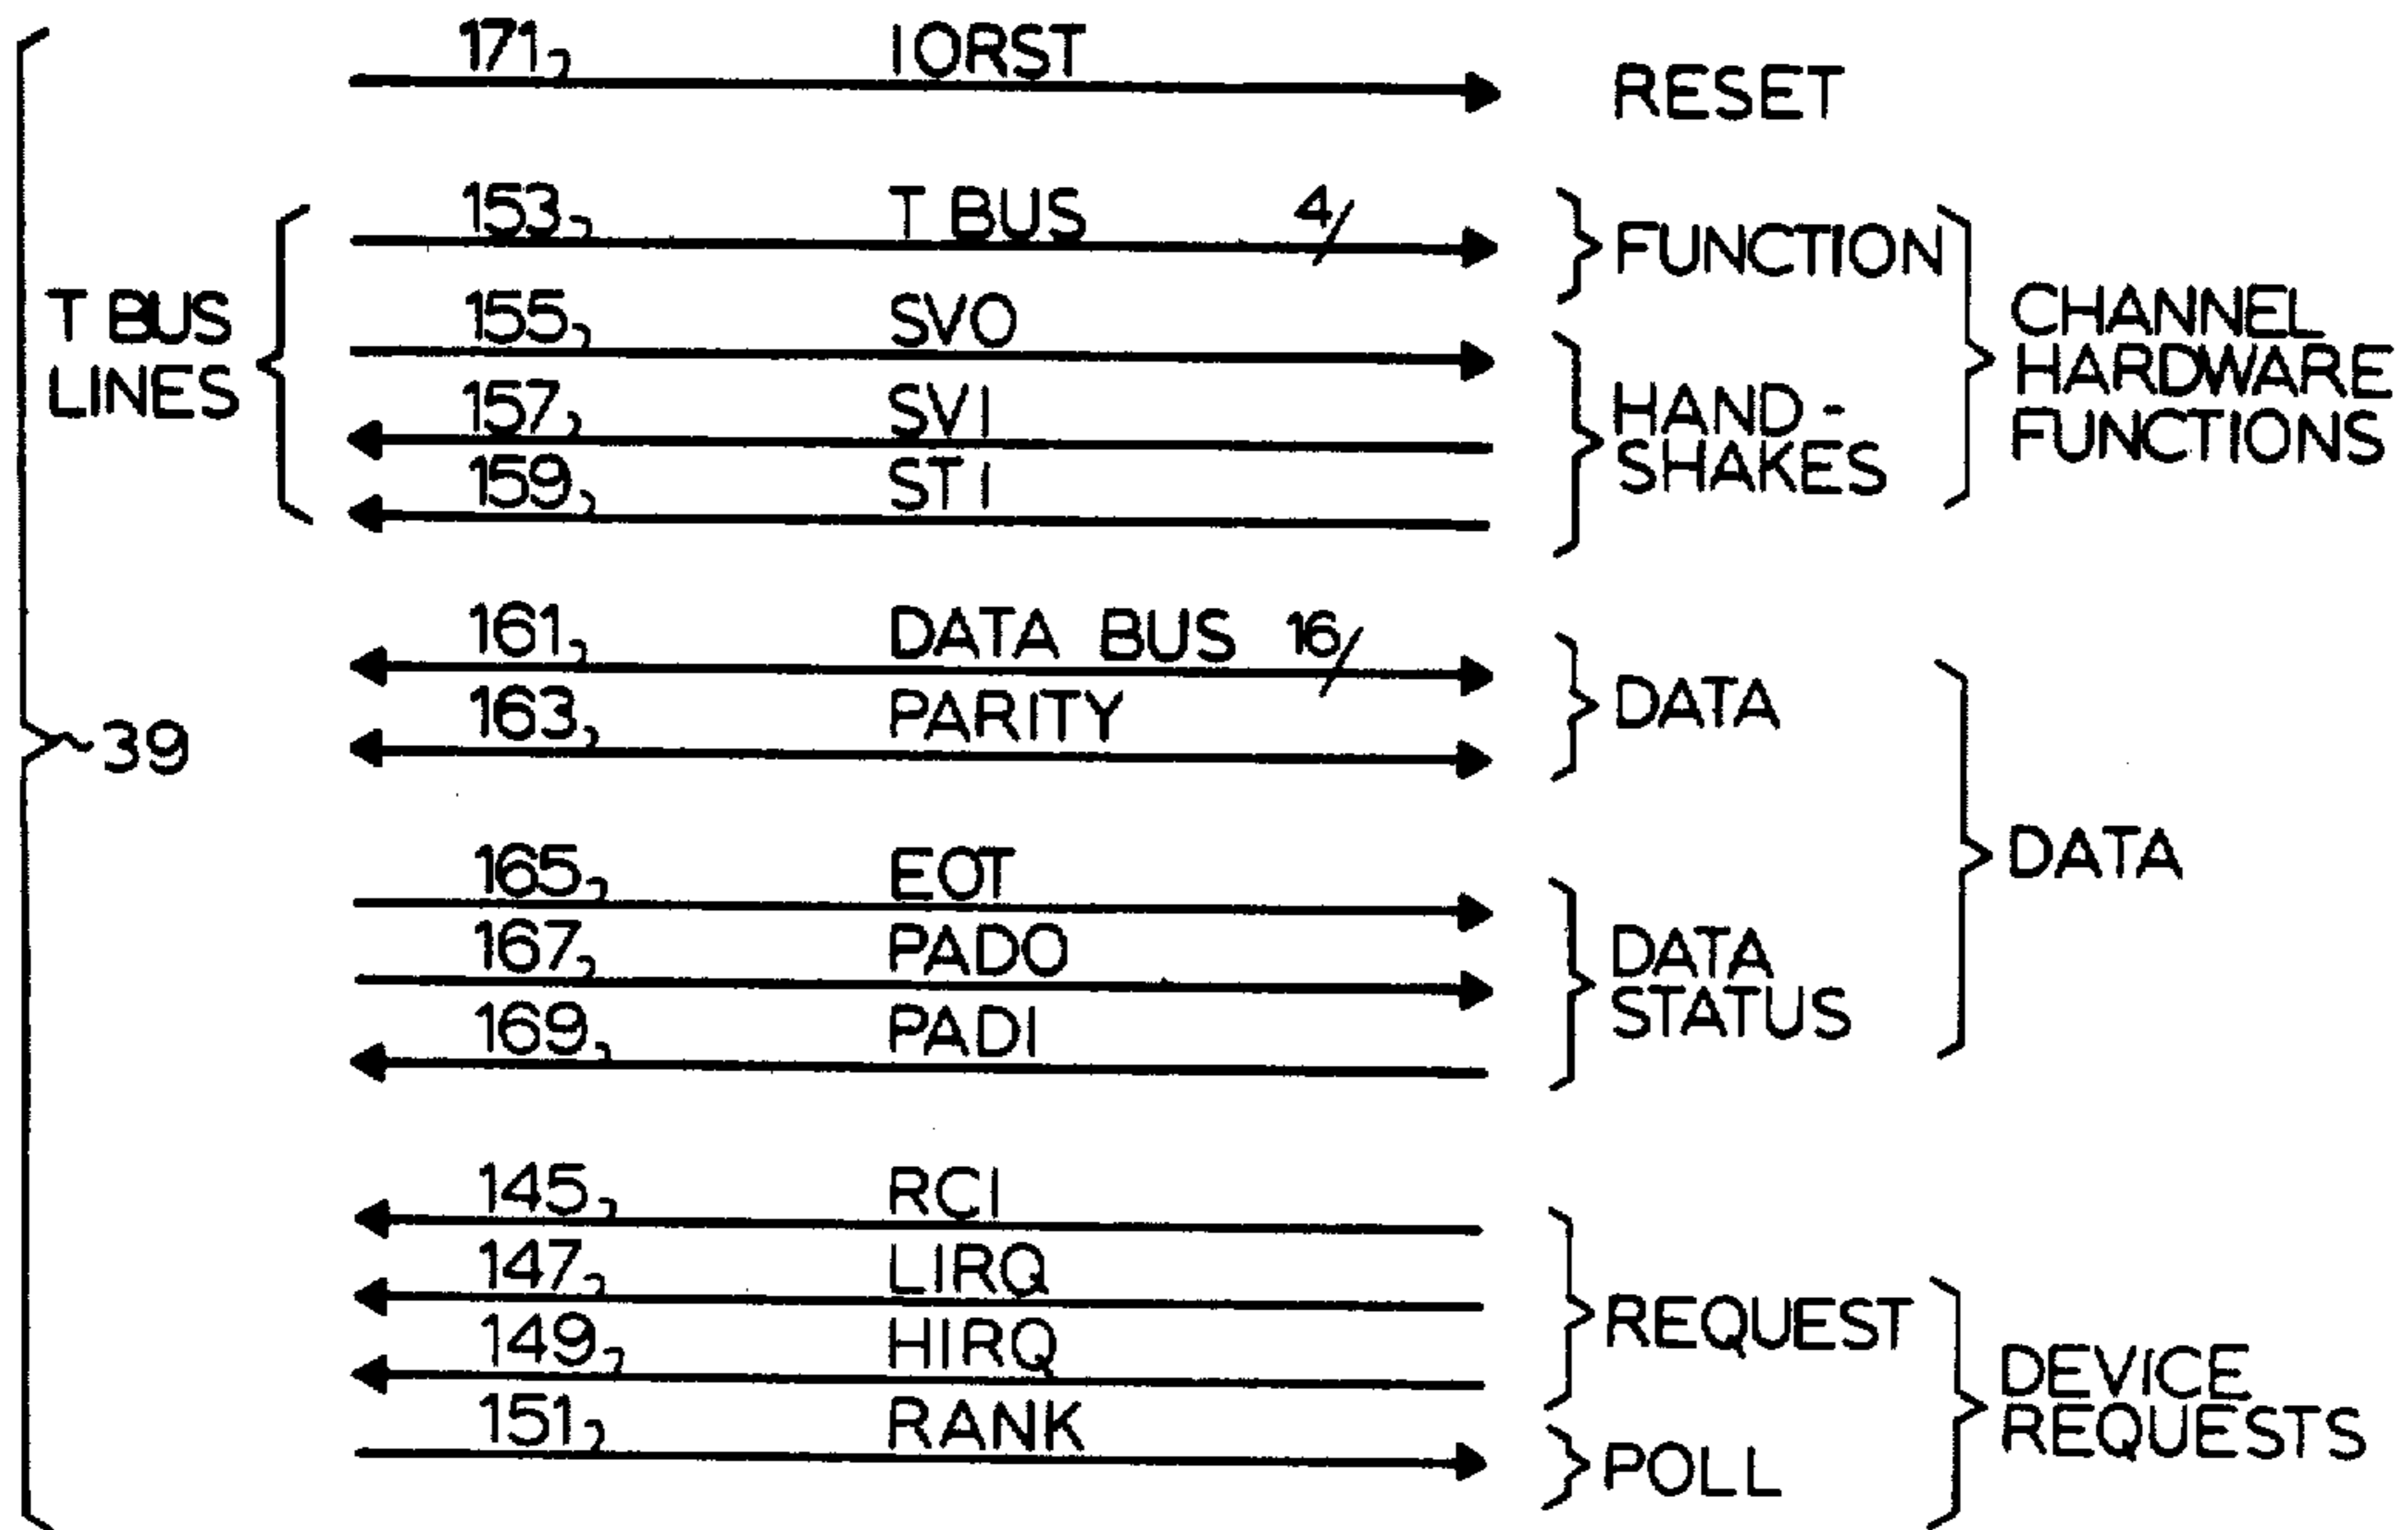 171 IORST
RESET
153 T BUS 4/
FUNCTION
155 SVO
157 SVI
159 STI
T BUS
LINES
HAND-
SHAKES
CHANNEL
HARDWARE
FUNCTIONS
161 DATA BUS 16/
163 PARITY
DATA
39
165 EOT
167 PADO
169 PADI
DATA
STATUS
DATA
145 RCI
147 LIRQ
149 HIRQ
151 RANK
REQUEST
POLL
DEVICE
REQUESTS